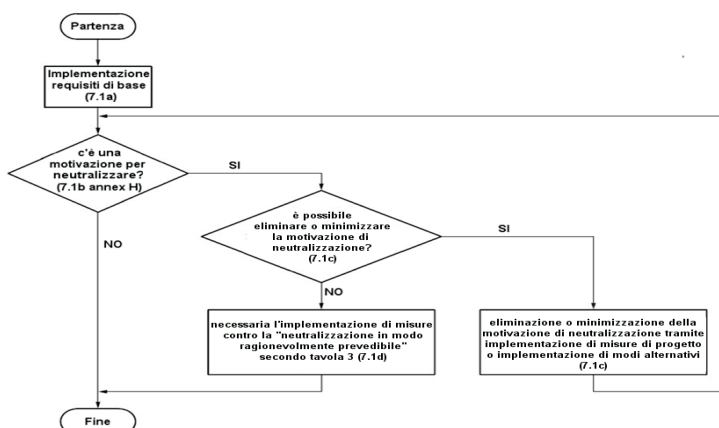 Partenza
Implementazione
requisiti di base
(7.1a)
c'è una
motivazione per
neutralizzare?
(7.1b annex H)
SI
è possibile
eliminare o minimizzare
la motivazione di
neutralizzazione?
(7.1c)
SI
NO
NO
necessaria l'implementazione di misure
contro la "neutralizzazione in modo
ragionevolmente prevedibile"
secondo tavola 3 (7.1d)
eliminazione o minimizzazione della
motivazione di neutralizzazione tramite
implementazione di misure di progetto
o implementazione di modi alternativi
(7.1c)
Fine